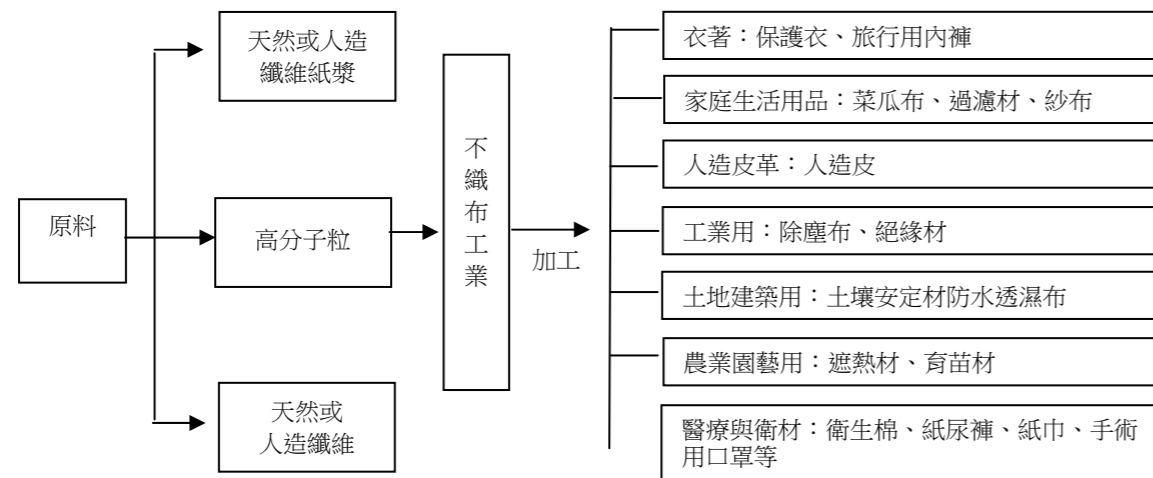 原料
天然或人造
纖維紙漿
高分子粒
天然或
人造纖維
不織布工業
加工
衣著：保護衣、旅行用內褲
家庭生活用品：菜瓜布、過濾材、紗布
人造皮革：人造皮
工業用：除塵布、絕緣材
土地建築用：土壤安定材防水透濕布
農業園藝用：遮熱材、育苗材
醫療與衛材：衛生棉、紙尿褲、紙巾、手術
用口罩等